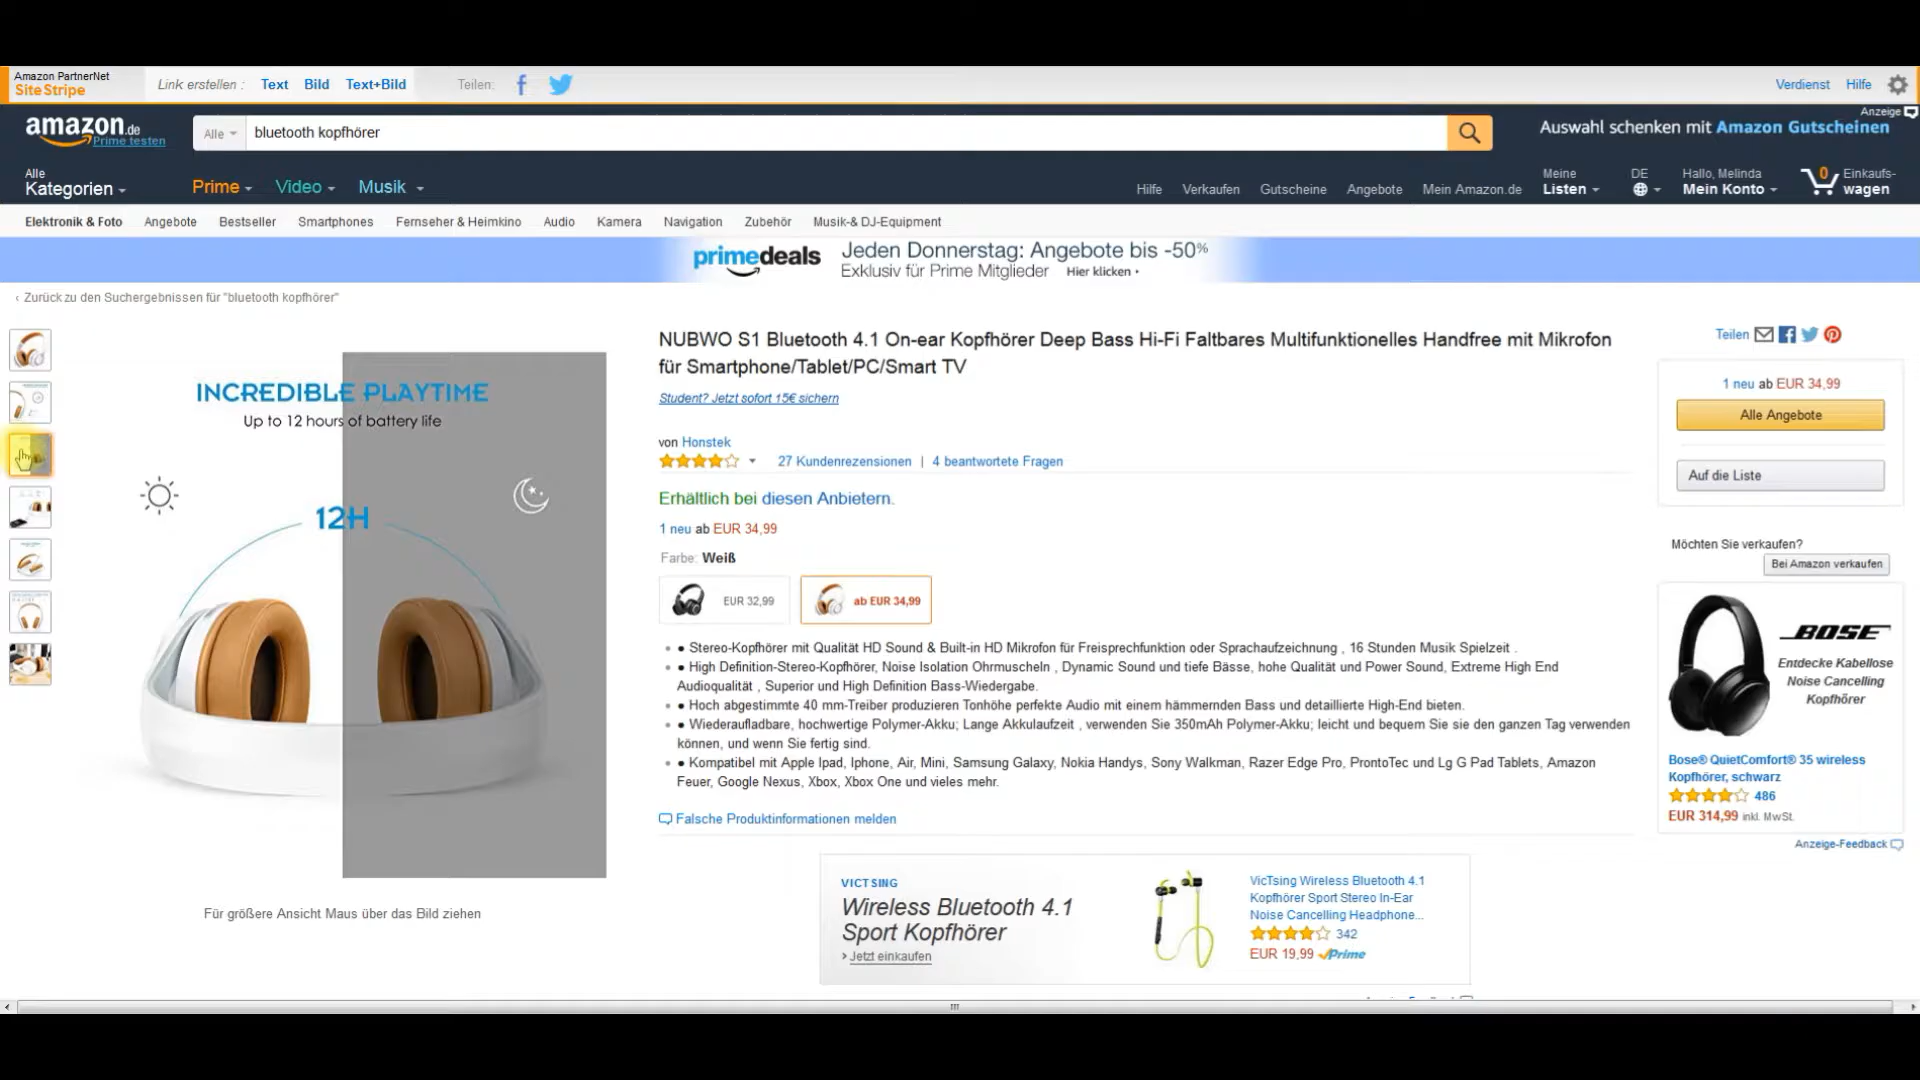 Amazon PartnerNet
SiteStripe
Link erstellen : Text Bild Text+Bild Teilen: Verdienst Hilfe
amazon.de
Prime testen
Alle bluetooth kopfhörer
Anzeige
Auswahl schenken mit Amazon Gutscheinen
Alle
Kategorien
Prime Video Musik
Hilfe Verkaufen Gutscheine Angebote Mein Amazon.de
Meine
Listen
DE
Hallo, Melinda
Mein Konto
0
Einkaufs-
wagen
Elektronik & Foto Angebote Bestseller Smartphones Fernseher & Heimkino Audio Kamera Navigation Zubehör Musik-& DJ-Equipment
primedeals
Jeden Donnerstag: Angebote bis -50%
Exklusiv für Prime Mitglieder Hier klicken
‹ Zurück zu den Suchergebnissen für "bluetooth kopfhörer"
INCREDIBLE PLAYTIME
Up to 12 hours of battery life
12H
Für größere Ansicht Maus über das Bild ziehen
NUBWO S1 Bluetooth 4.1 On-ear Kopfhörer Deep Bass Hi-Fi Faltbares Multifunktionelles Handfree mit Mikrofon
für Smartphone/Tablet/PC/Smart TV
Student? Jetzt sofort 15€ sichern
von Honstek
27 Kundenrezensionen | 4 beantwortete Fragen
Erhältlich bei diesen Anbietern.
1 neu ab EUR 34,99
Farbe: Weiß
EUR 32,99
ab EUR 34,99
● Stereo-Kopfhörer mit Qualität HD Sound & Built-in HD Mikrofon für Freisprechfunktion oder Sprachaufzeichnung , 16 Stunden Musik Spielzeit .
● High Definition-Stereo-Kopfhörer, Noise Isolation Ohrmuscheln , Dynamic Sound und tiefe Bässe, hohe Qualität und Power Sound, Extreme High End
Audioqualität , Superior und High Definition Bass-Wiedergabe.
● Hoch abgestimmte 40 mm-Treiber produzieren Tonhöhe perfekte Audio mit einem hämmernden Bass und detaillierte High-End bieten.
● Wiederaufladbare, hochwertige Polymer-Akku; Lange Akkulaufzeit , verwenden Sie 350mAh Polymer-Akku; leicht und bequem Sie sie den ganzen Tag verwenden
können, und wenn Sie fertig sind.
● Kompatibel mit Apple Ipad, Iphone, Air, Mini, Samsung Galaxy, Nokia Handys, Sony Walkman, Razer Edge Pro, ProntoTec und Lg G Pad Tablets, Amazon
Feuer, Google Nexus, Xbox, Xbox One und vieles mehr.
Falsche Produktinformationen melden
VICTSING
Wireless Bluetooth 4.1
Sport Kopfhörer
› Jetzt einkaufen
VicTsing Wireless Bluetooth 4.1
Kopfhörer Sport Stereo In-Ear
Noise Cancelling Headphone...
342
EUR 19,99 Prime
Teilen
1 neu ab EUR 34,99
Alle Angebote
Auf die Liste
Möchten Sie verkaufen?
Bei Amazon verkaufen
BOSE
Entdecke Kabellose
Noise Cancelling
Kopfhörer
Bose® QuietComfort® 35 wireless
Kopfhörer, schwarz
486
EUR 314,99 inkl. MwSt.
Anzeige-Feedback